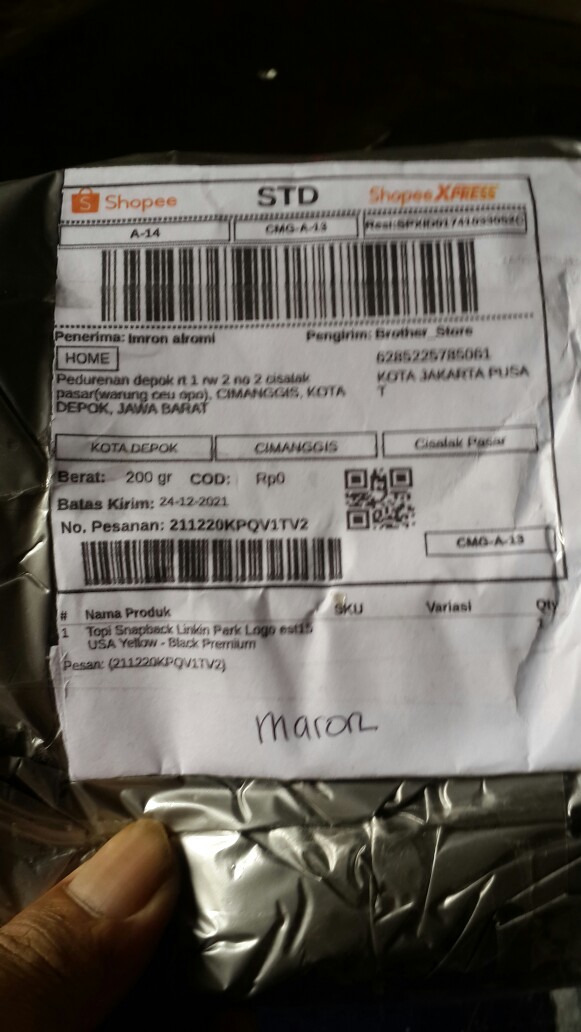 Shopee STD Shopee XPRESS
A-14 CMG-A-13
Penerima: Imron alromi Pengirim: Brother_Store
HOME 6285225785061
Pedurenan depok rt 1 rw 2 no 2 cisalak KOTA JAKARTA PUSA
pasar(warung ceu opo), CIMANGGIS, KOTA T
DEPOK, JAWA BARAT
KOTA DEPOK CIMANGGIS Cisalak Pasar
Berat: 200 gr COD: Rp0
Batas Kirim: 24-12-2021
No. Pesanan: 211220KPQV1TV2
CMG-A-13
# Nama Produk SKU Variasi Qty
1 Topi Snapback Linkin Park Logo est15 1
USA Yellow - Black Premium
Pesan: (211220KPQV1TV2)
maron